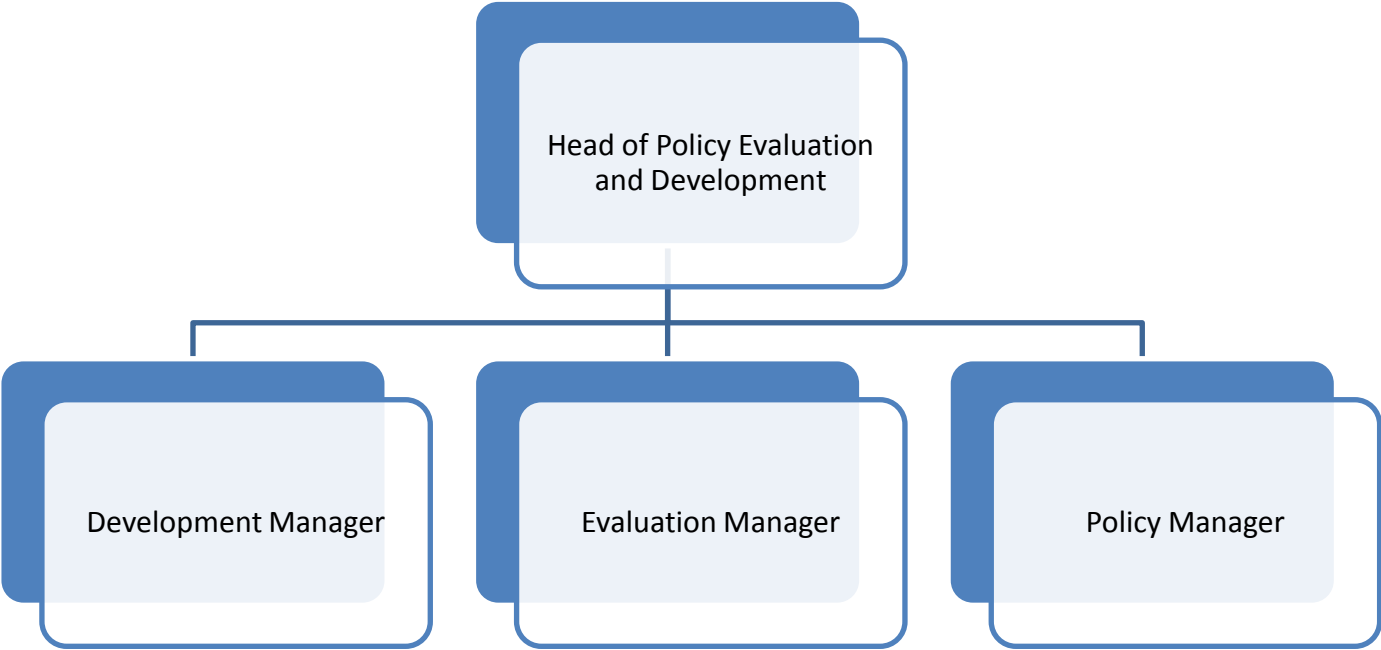 Head of Policy Evaluation
and Development
Development Manager
Evaluation Manager
Policy Manager